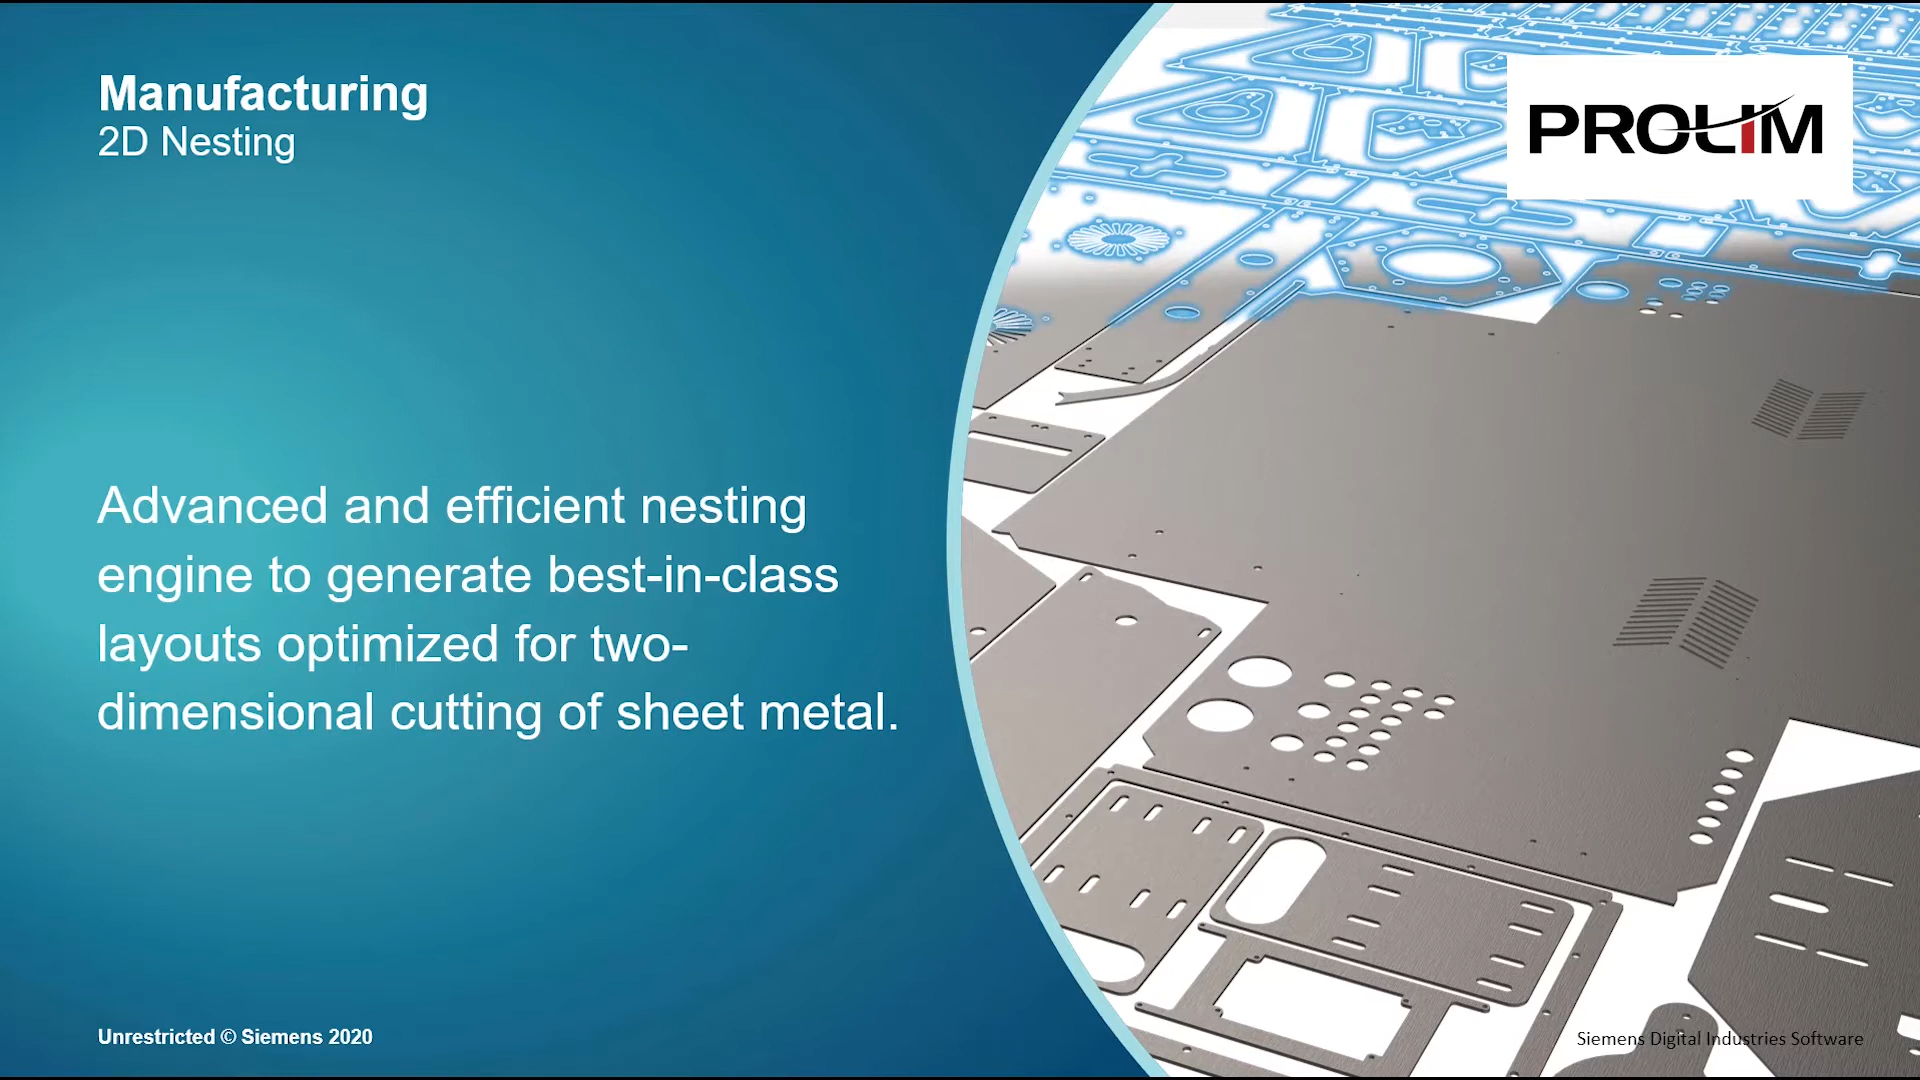 Manufacturing
2D Nesting
PROLIM
Advanced and efficient nesting
engine to generate best-in-class
layouts optimized for two-
dimensional cutting of sheet metal.
Unrestricted © Siemens 2020
Siemens Digital Industries Software